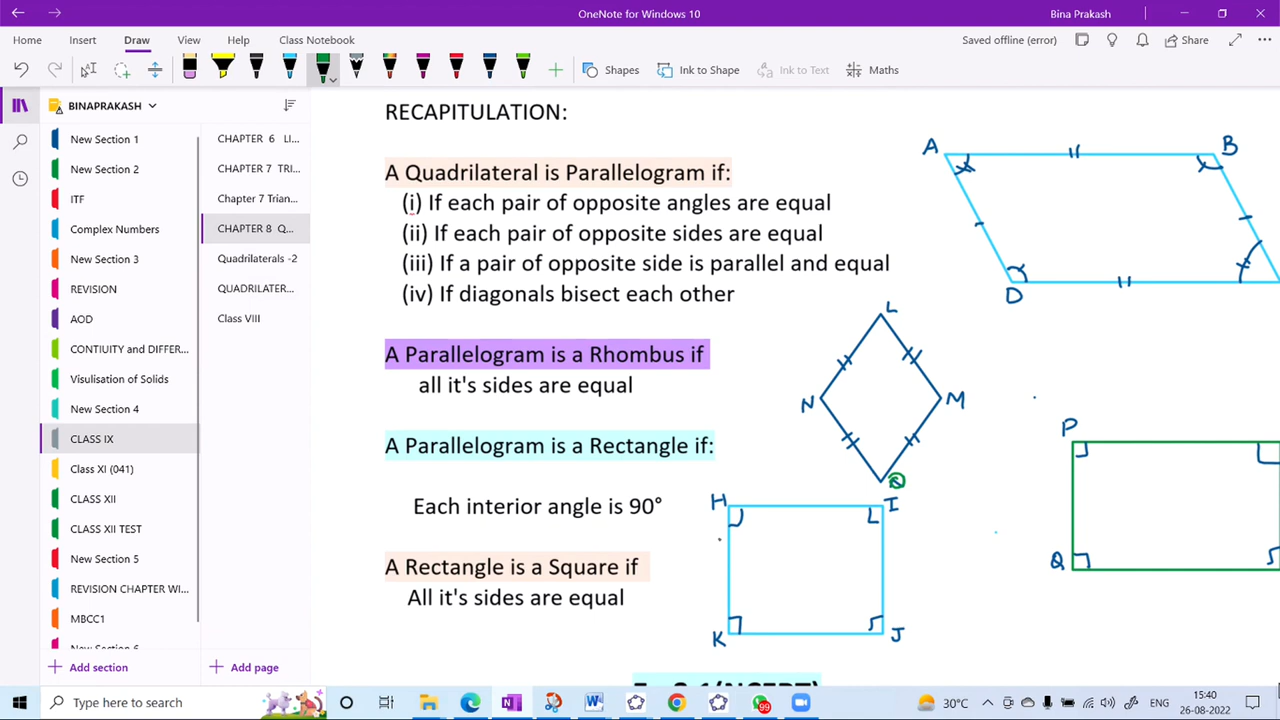 OneNote for Windows 10
Bina Prakash
Home Insert Draw View Help Class Notebook
Saved offline (error)
Share
Shapes
Ink to Shape
Ink to Text
Maths
BINAPRAKASH
New Section 1
New Section 2
ITF
Complex Numbers
New Section 3
REVISION
AOD
CONTIUITY and DIFFER...
Visulisation of Solids
New Section 4
CLASS IX
Class XI (041)
CLASS XII
CLASS XII TEST
New Section 5
REVISION CHAPTER WI...
MBCC1
New Section 6
Add section
CHAPTER 6 LI...
CHAPTER 7 TRI...
Chapter 7 Trian...
CHAPTER 8 Q...
Quadrilaterals -2
QUADRILATER...
Class VIII
Add page
RECAPITULATION:
A Quadrilateral is Parallelogram if:
(i) If each pair of opposite angles are equal
(ii) If each pair of opposite sides are equal
(iii) If a pair of opposite side is parallel and equal
(iv) If diagonals bisect each other
A Parallelogram is a Rhombus if
all it's sides are equal
A Parallelogram is a Rectangle if:
Each interior angle is 90°
A Rectangle is a Square if
All it's sides are equal
A B
D
L
N M
P
Q
H I
K J
Type here to search
99
30°C
ENG
15:40
26-08-2022